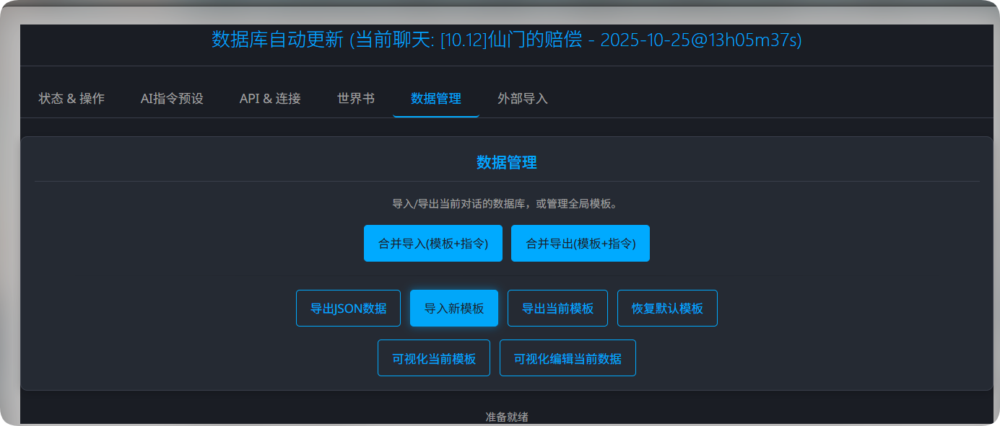 数据库自动更新 (当前聊天: [10.12]仙门的赔偿 - 2025-10-25@13h05m37s)
状态 & 操作 AI指令预设 API & 连接 世界书 数据管理 外部导入
数据管理
导入/导出当前对话的数据库，或管理全局模板。
合并导入(模板+指令) 合并导出(模板+指令)
导出JSON数据 导入新模板 导出当前模板 恢复默认模板
可视化当前模板 可视化编辑当前数据
准备就绪